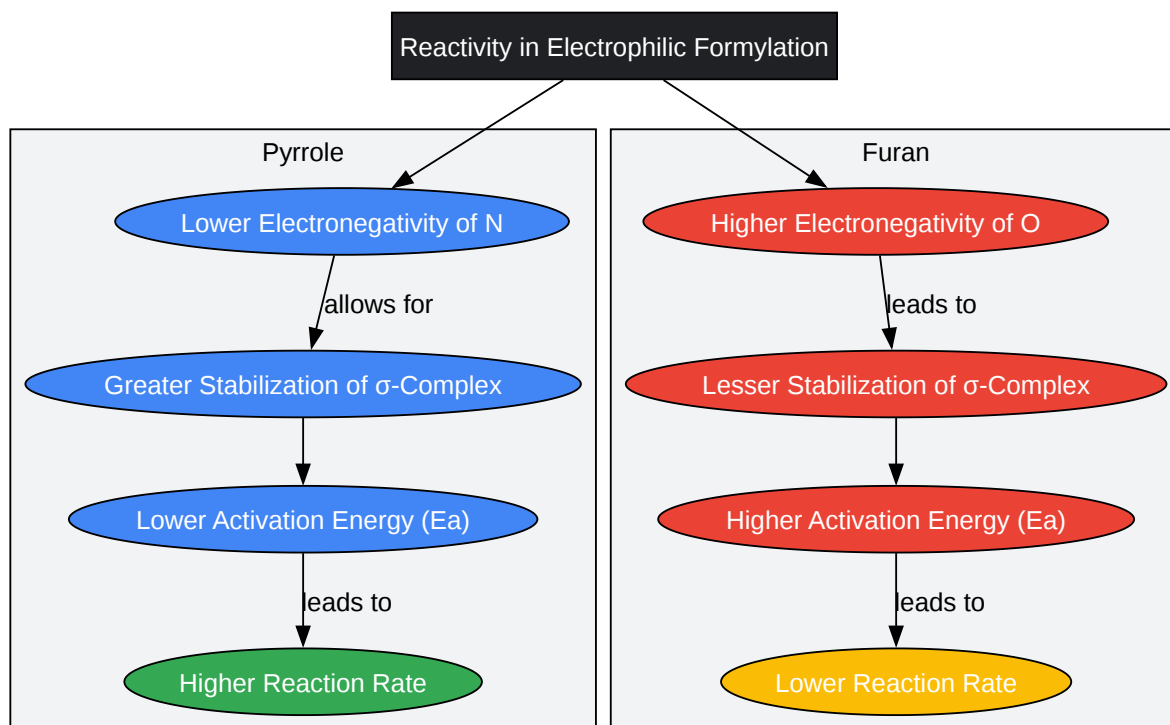 Reactivity in Electrophilic Formylation
Pyrrole
Lower Electronegativity of N
allows for
Greater Stabilization of σ-Complex
Lower Activation Energy (Ea)
leads to
Higher Reaction Rate
Furan
Higher Electronegativity of O
leads to
Lesser Stabilization of σ-Complex
Higher Activation Energy (Ea)
leads to
Lower Reaction Rate